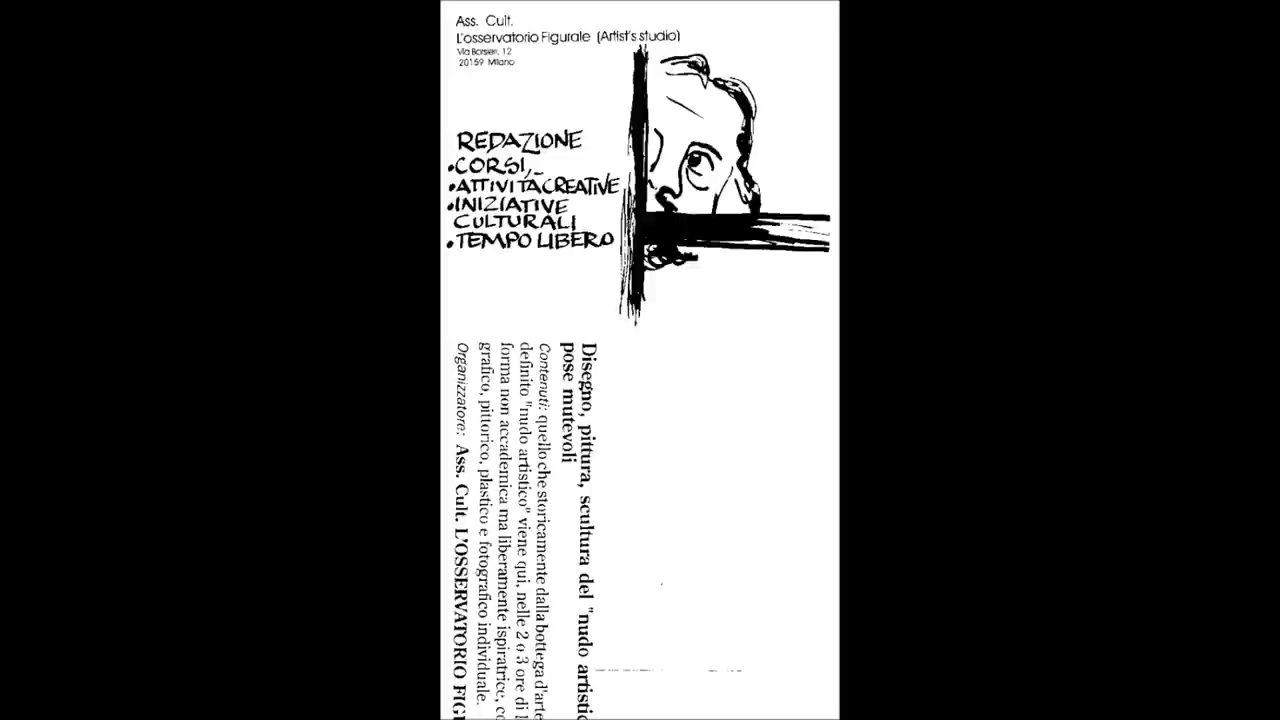 Ass. Cult.
L'osservatorio Figurale (Artist's studio)
Via Borsieri, 12
20159 Milano
REDAZIONE
•CORSI,-
•ATTIVITÀ CREATIVE
•INIZIATIVE
CULTURALI
•TEMPO LIBERO
Disegno, pittura, scultura del "nudo artistic
pose mutevoli
Contenuti: quello che storicamente dalla bottega d'arte
definito "nudo artistico" viene qui, nelle 2 o 3 ore di l
forma non accademica ma liberamente ispiratrice, co
grafico, pittorico, plastico e fotografico individuale.
Organizzatore: Ass. Cult. L'OSSERVATORIO FIGU